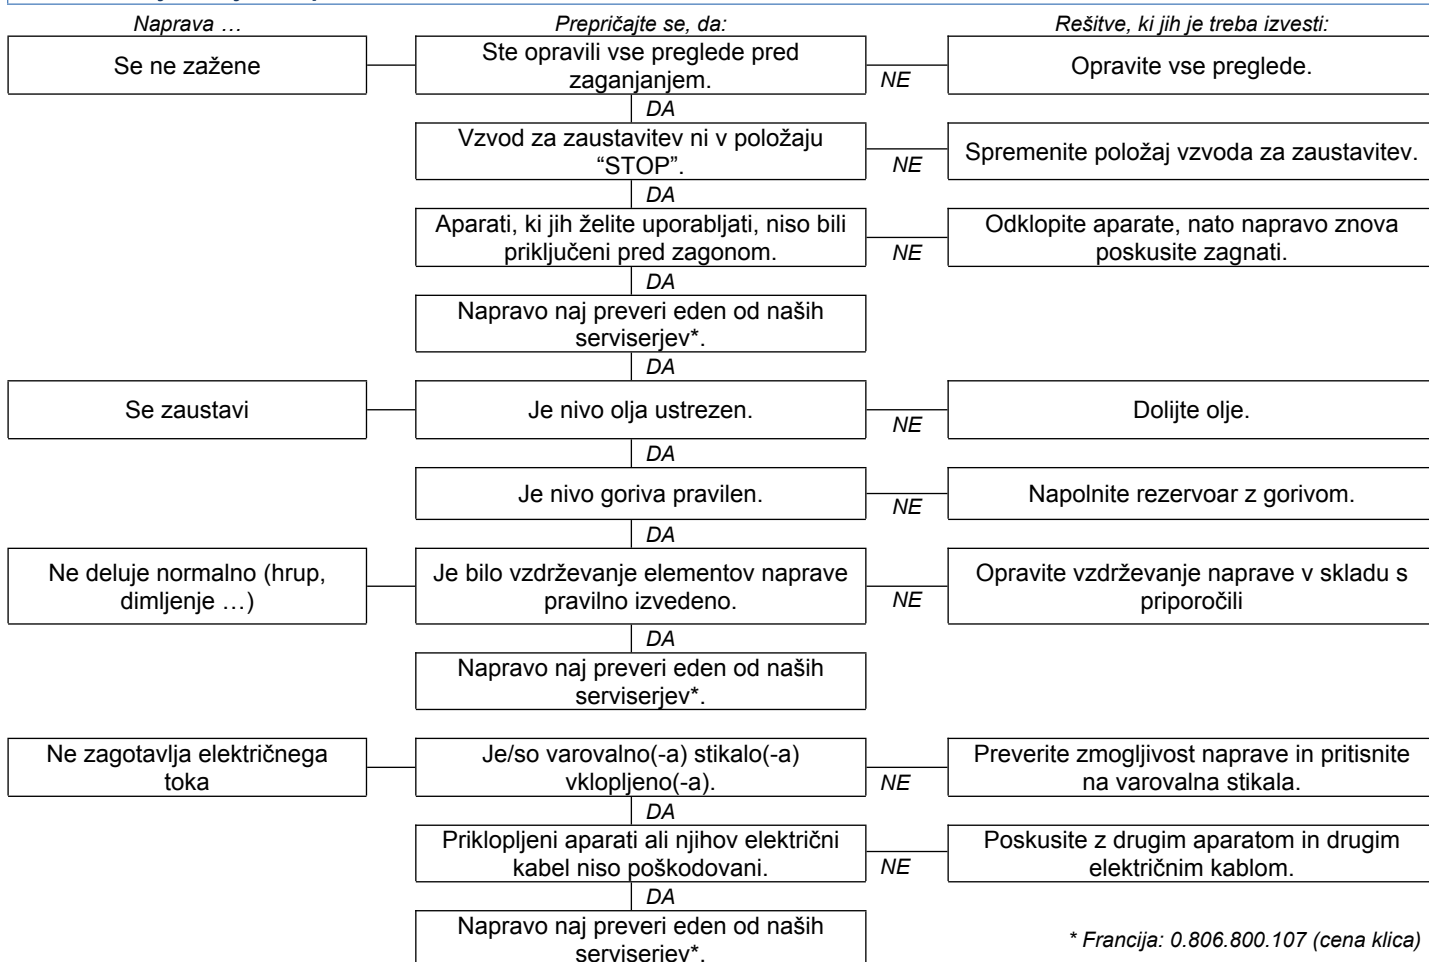 Naprava …
Prepričajte se, da:
Rešitve, ki jih je treba izvesti:
Se ne zažene
Ste opravili vse preglede pred
zaganjanjem.
NE
Opravite vse preglede.
DA
Vzvod za zaustavitev ni v položaju
“STOP”.
NE
Spremenite položaj vzvoda za zaustavitev.
DA
Aparati, ki jih želite uporabljati, niso bili
priključeni pred zagonom.
NE
Odklopite aparate, nato napravo znova
poskusite zagnati.
DA
Napravo naj preveri eden od naših
serviserjev*.
DA
Se zaustavi
Je nivo olja ustrezen.
NE
Dolijte olje.
DA
Je nivo goriva pravilen.
NE
Napolnite rezervoar z gorivom.
DA
Ne deluje normalno (hrup,
dimljenje …)
Je bilo vzdrževanje elementov naprave
pravilno izvedeno.
NE
Opravite vzdrževanje naprave v skladu s
priporočili
DA
Napravo naj preveri eden od naših
serviserjev*.
Ne zagotavlja električnega
toka
Je/so varovalno(-a) stikalo(-a)
vklopljeno(-a).
NE
Preverite zmogljivost naprave in pritisnite
na varovalna stikala.
DA
Priklopljeni aparati ali njihov električni
kabel niso poškodovani.
NE
Poskusite z drugim aparatom in drugim
električnim kablom.
DA
Napravo naj preveri eden od naših
serviserjev*.
* Francija: 0.806.800.107 (cena klica)